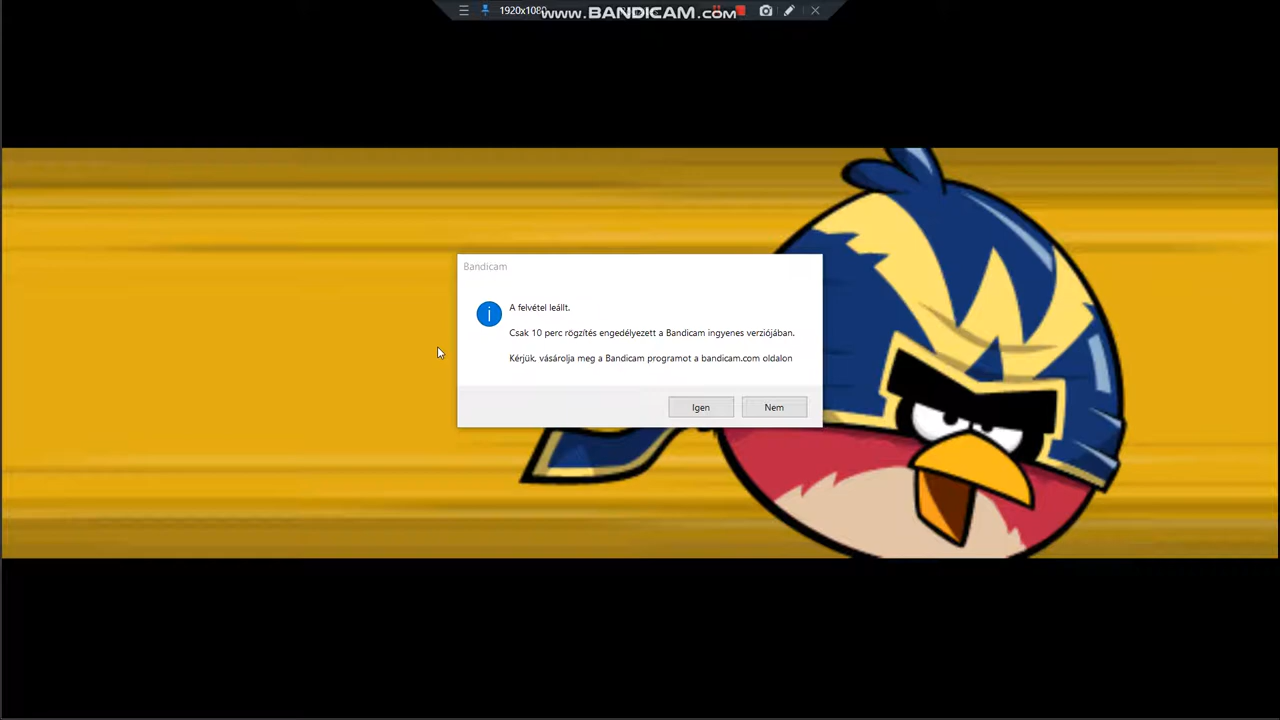 1920x1080
www.BANDICAM.com
Bandicam
A felvétel leállt.
Csak 10 perc rögzítés engedélyezett a Bandicam ingyenes verziójában.
Kérjük, vásárolja meg a Bandicam programot a bandicam.com oldalon
Igen
Nem